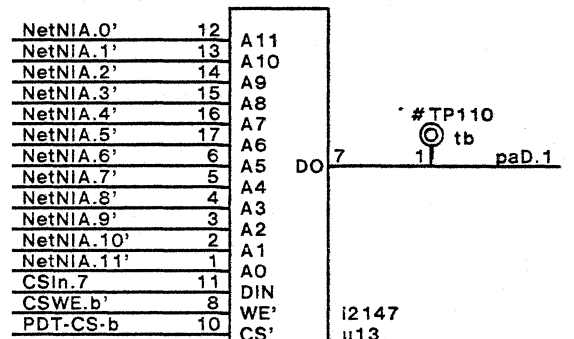 NetNIA.0' 12 A11
NetNIA.1' 13 A10
NetNIA.2' 14 A9
NetNIA.3' 15 A8
NetNIA.4' 16 A7
NetNIA.5' 17 A6
NetNIA.6' 6 A5
NetNIA.7' 5 A4
NetNIA.8' 4 A3
NetNIA.9' 3 A2
NetNIA.10' 2 A1
NetNIA.11' 1 A0
CSIn.7 11 DIN
CSWE.b' 8 WE'
PDT-CS-b 10 CS'
DO 7 1 paD.1
#TP110
tb
i2147
u13